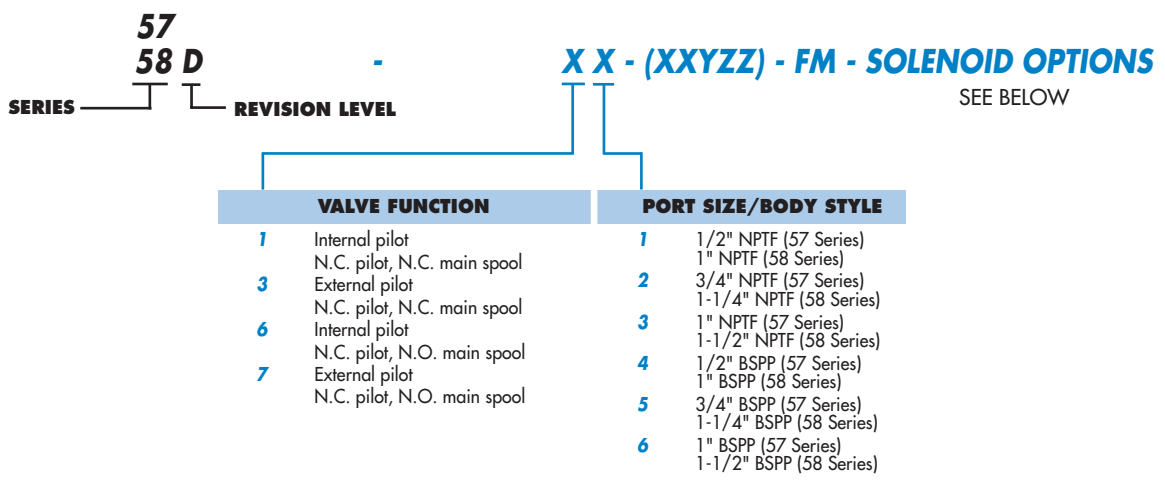 57
58 D - X X - (XXYZZ) - FM - SOLENOID OPTIONS
SEE BELOW
SERIES
REVISION LEVEL
VALVE FUNCTION
1 Internal pilot
N.C. pilot, N.C. main spool
3 External pilot
N.C. pilot, N.C. main spool
6 Internal pilot
N.C. pilot, N.O. main spool
7 External pilot
N.C. pilot, N.O. main spool
PORT SIZE/BODY STYLE
1 1/2" NPTF (57 Series)
1" NPTF (58 Series)
2 3/4" NPTF (57 Series)
1-1/4" NPTF (58 Series)
3 1" NPTF (57 Series)
1-1/2" NPTF (58 Series)
4 1/2" BSPP (57 Series)
1" BSPP (58 Series)
5 3/4" BSPP (57 Series)
1-1/4" BSPP (58 Series)
6 1" BSPP (57 Series)
1-1/2" BSPP (58 Series)